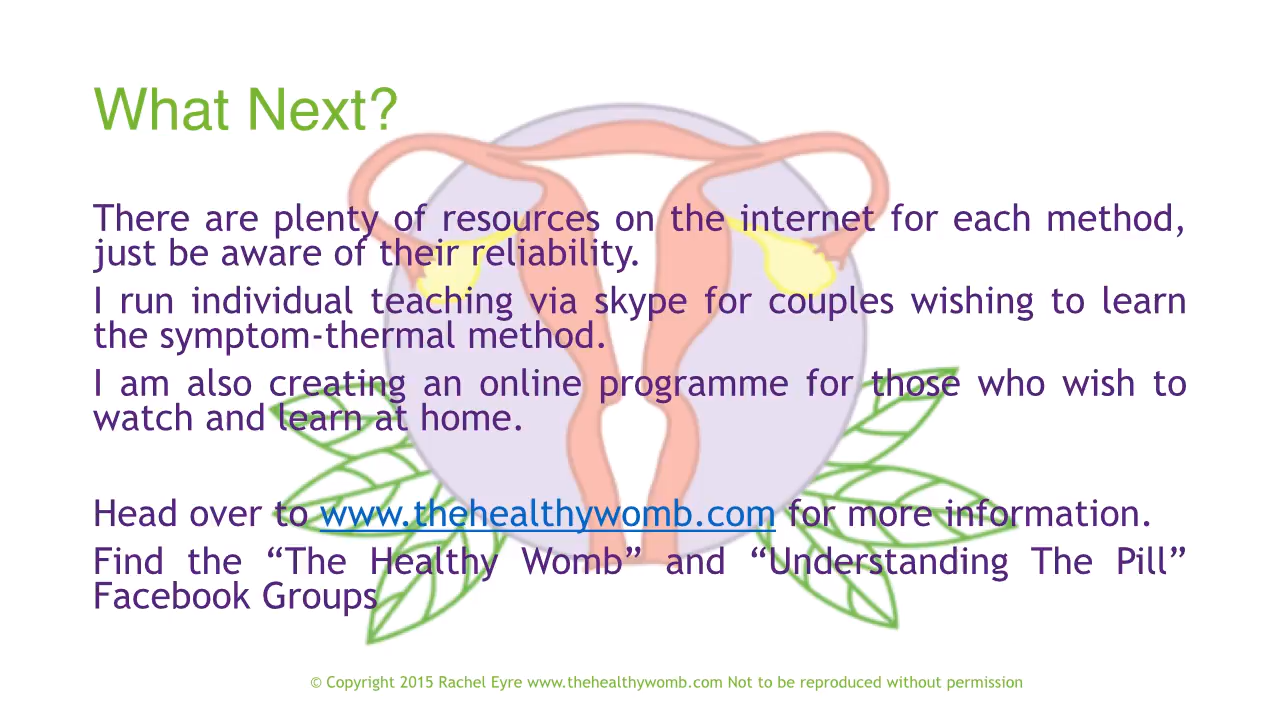 What Next?
There are plenty of resources on the internet for each method,
just be aware of their reliability.
I run individual teaching via skype for couples wishing to learn
the symptom-thermal method.
I am also creating an online programme for those who wish to
watch and learn at home.
Head over to www.thehealthywomb.com for more information.
Find the “The Healthy Womb” and “Understanding The Pill”
Facebook Groups
© Copyright 2015 Rachel Eyre www.thehealthywomb.com Not to be reproduced without permission